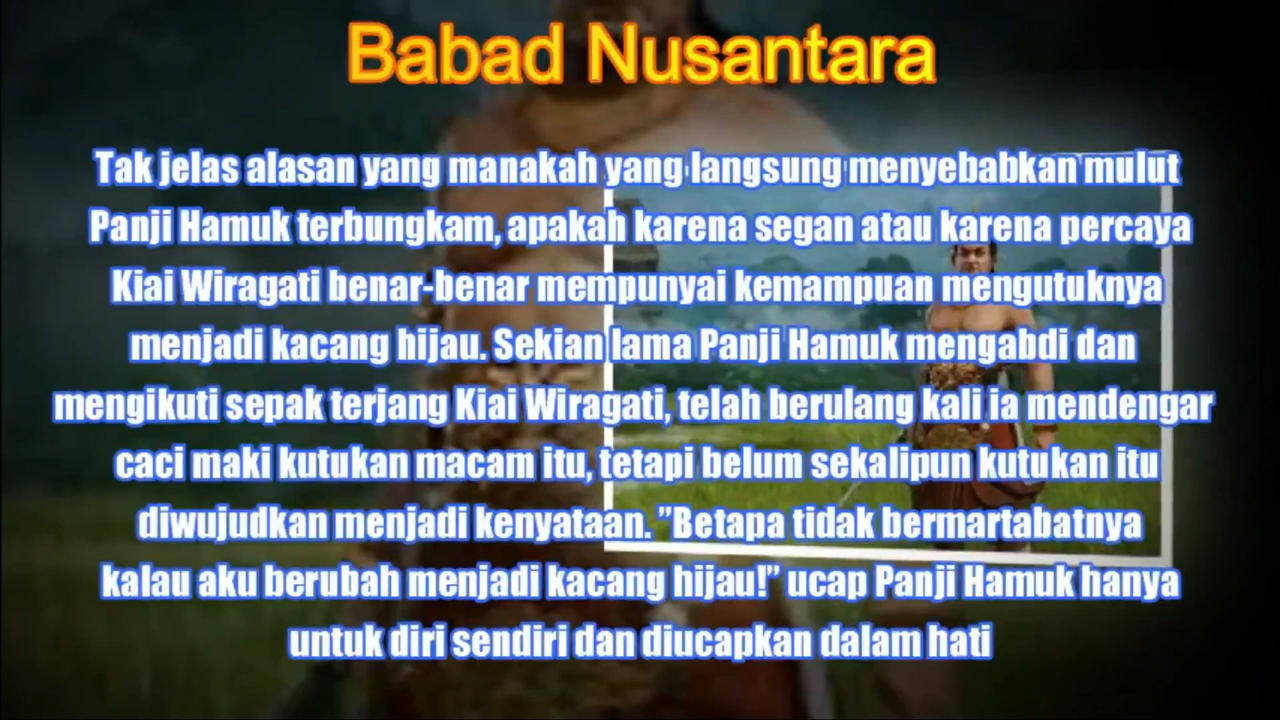 Babad Nusantara
Tak jelas alasan yang manakah yang langsung menyebabkan mulut
Panji Hamuk terbungkam, apakah karena segan atau karena percaya
Kiai Wiragati benar-benar mempunyai kemampuan mengutuknya
menjadi kacang hijau. Sekian lama Panji Hamuk mengabdi dan
mengikuti sepak terjang Kiai Wiragati, telah berulang kali ia mendengar
caci maki kutukan macam itu, tetapi belum sekalipun kutukan itu
diwujudkan menjadi kenyataan. ”Betapa tidak bermartabatnya
kalau aku berubah menjadi kacang hijau!” ucap Panji Hamuk hanya
untuk diri sendiri dan diucapkan dalam hati